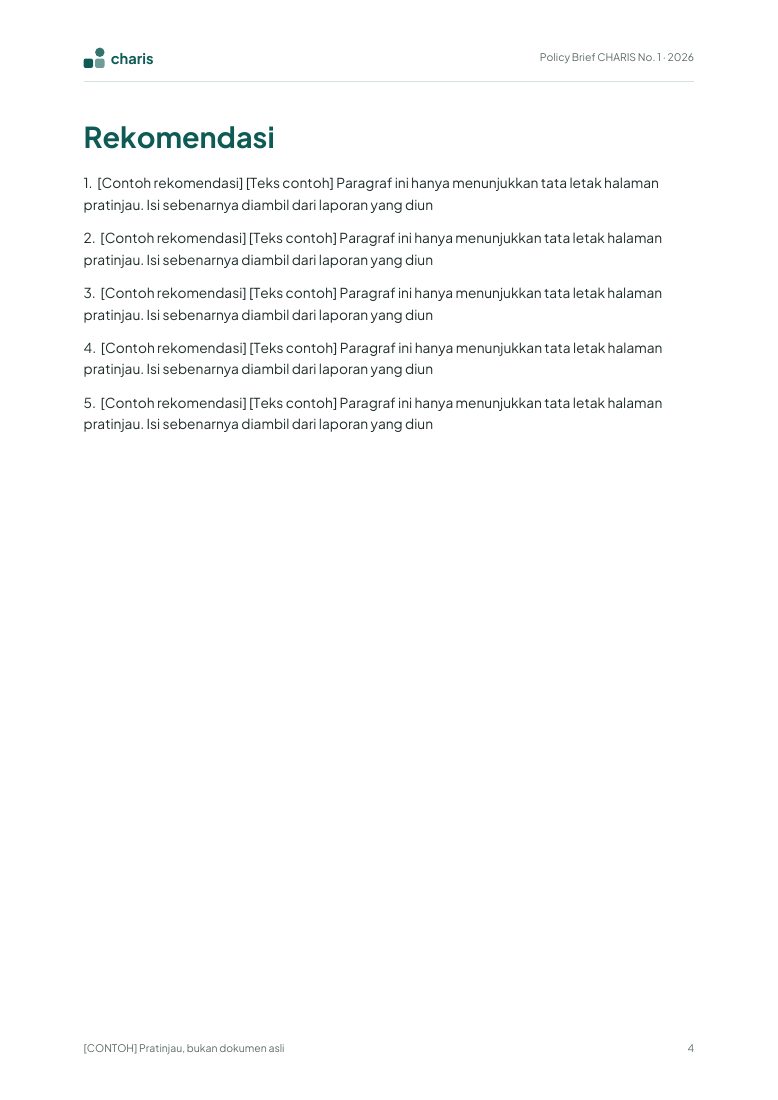 charis
Policy Brief CHARIS No. 1 · 2026
Rekomendasi
1. [Contoh rekomendasi] [Teks contoh] Paragraf ini hanya menunjukkan tata letak halaman
pratinjau. Isi sebenarnya diambil dari laporan yang diun
2. [Contoh rekomendasi] [Teks contoh] Paragraf ini hanya menunjukkan tata letak halaman
pratinjau. Isi sebenarnya diambil dari laporan yang diun
3. [Contoh rekomendasi] [Teks contoh] Paragraf ini hanya menunjukkan tata letak halaman
pratinjau. Isi sebenarnya diambil dari laporan yang diun
4. [Contoh rekomendasi] [Teks contoh] Paragraf ini hanya menunjukkan tata letak halaman
pratinjau. Isi sebenarnya diambil dari laporan yang diun
5. [Contoh rekomendasi] [Teks contoh] Paragraf ini hanya menunjukkan tata letak halaman
pratinjau. Isi sebenarnya diambil dari laporan yang diun
[CONTOH] Pratinjau, bukan dokumen asli
4